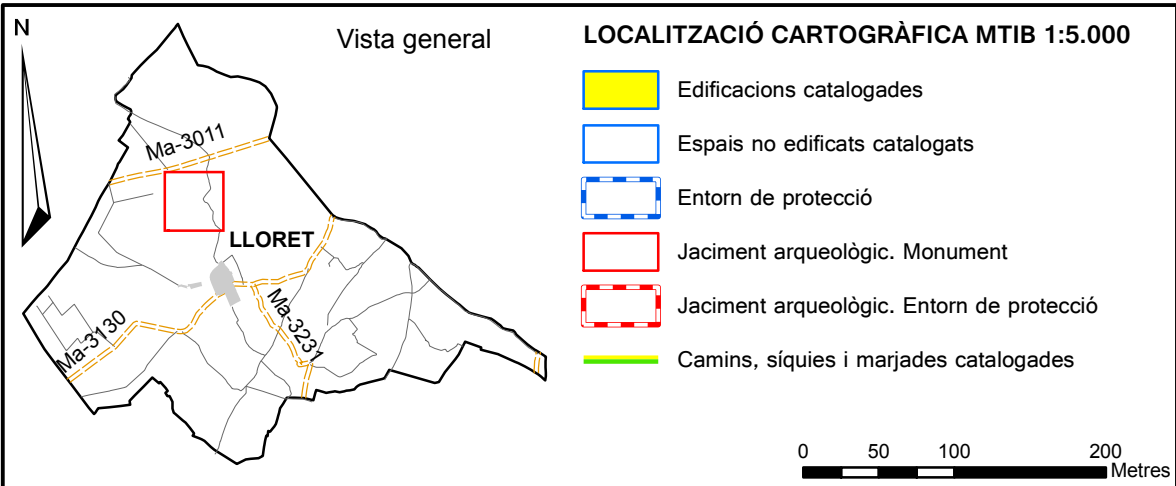 N
Vista general
Ma-3011
LLORET
Ma-3130
Ma-3231
LOCALITZACIÓ CARTOGRÀFICA MTIB 1:5.000
Edificacions catalogades
Espais no edificats catalogats
Entorn de protecció
Jaciment arqueològic. Monument
Jaciment arqueològic. Entorn de protecció
Camins, síquies i marjades catalogades
0 50 100 200
Metres